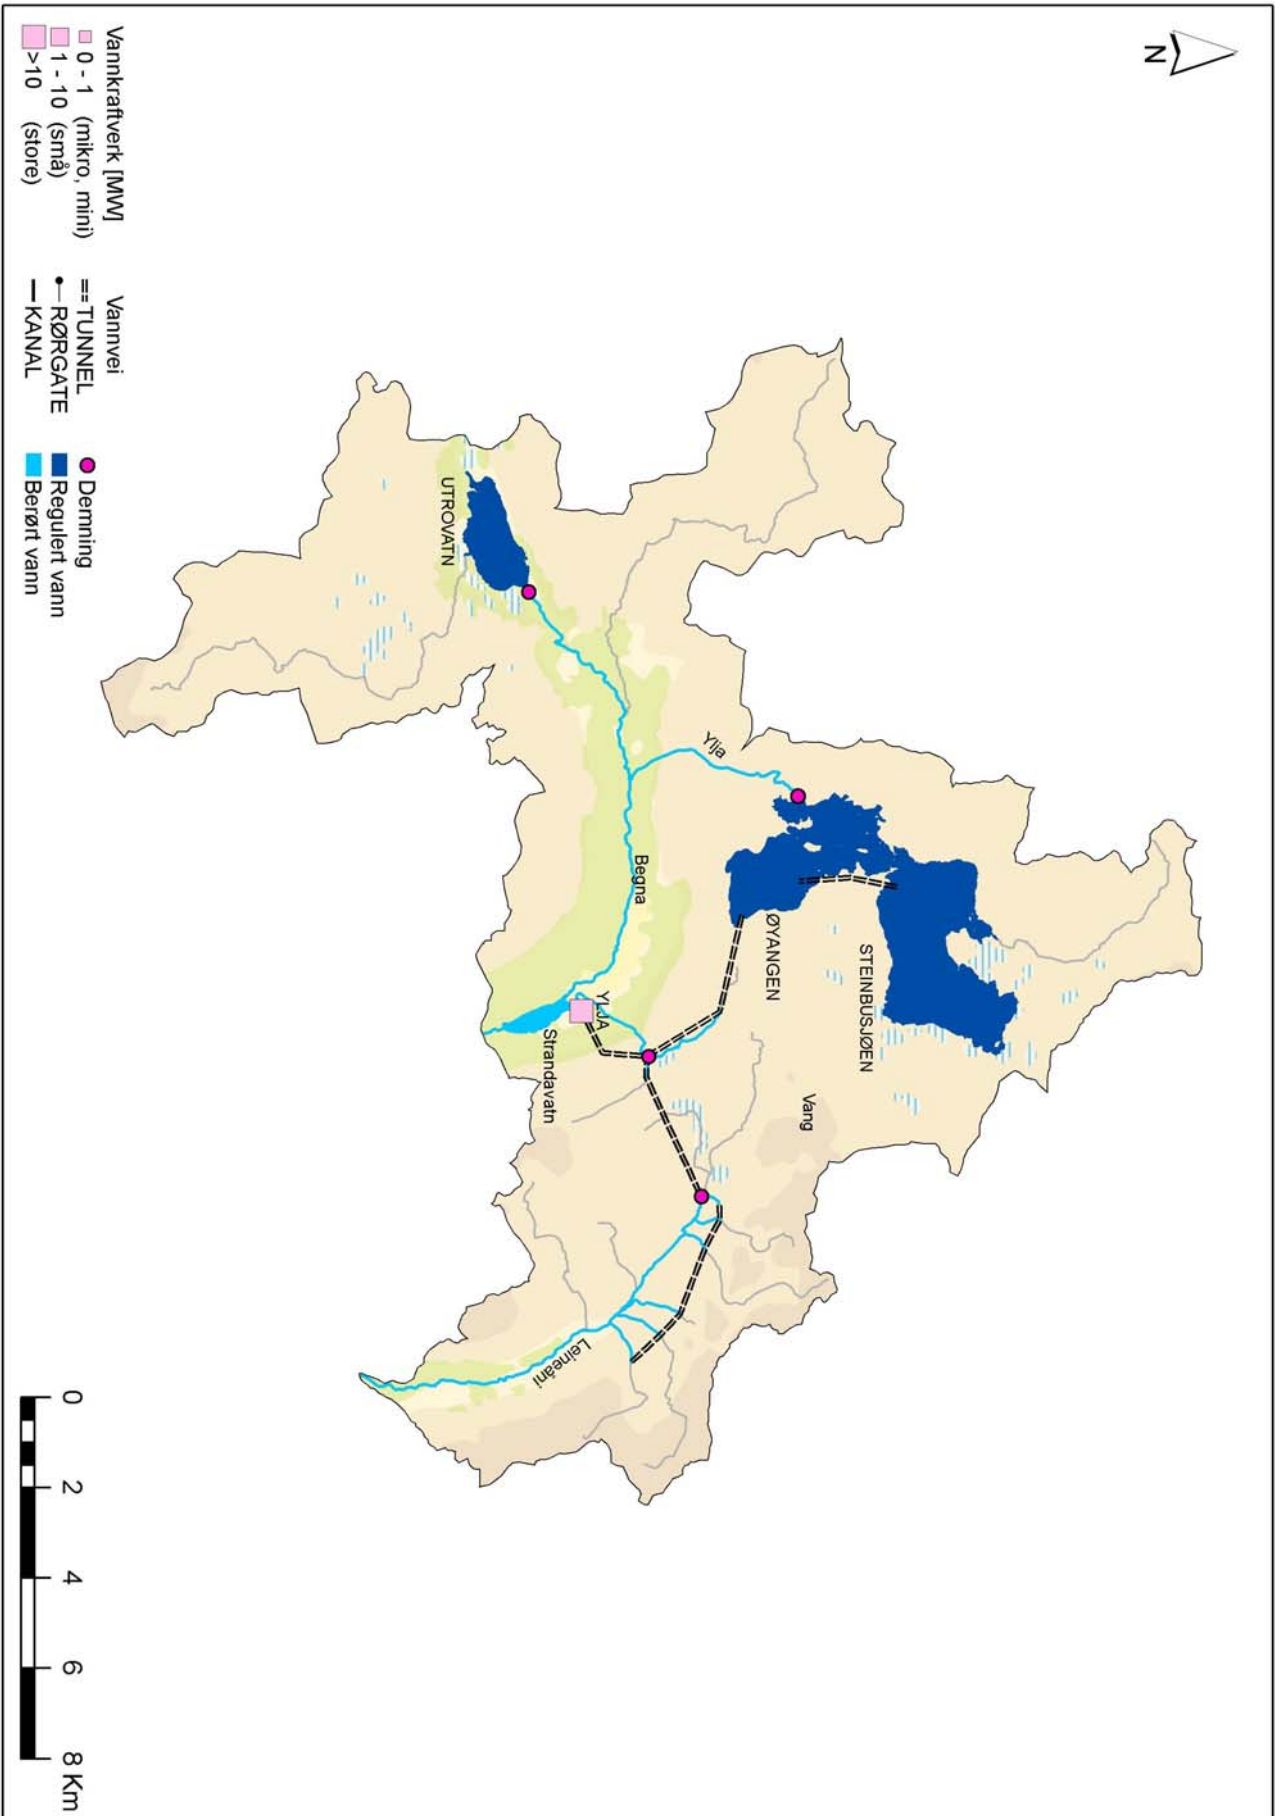 N
STEINBUSJØEN
Vang
ØYANGEN
Ylja
Begna
YLJA
Strandavatn
Leineåni
UTROVATN
Vannkraftverk [MW]
0 - 1 (mikro, mini)
1 - 10 (små)
>10 (store)
Vannvei
TUNNEL
RØRGATE
KANAL
Demning
Regulert vann
Berørt vann
0 2 4 6 8 Km